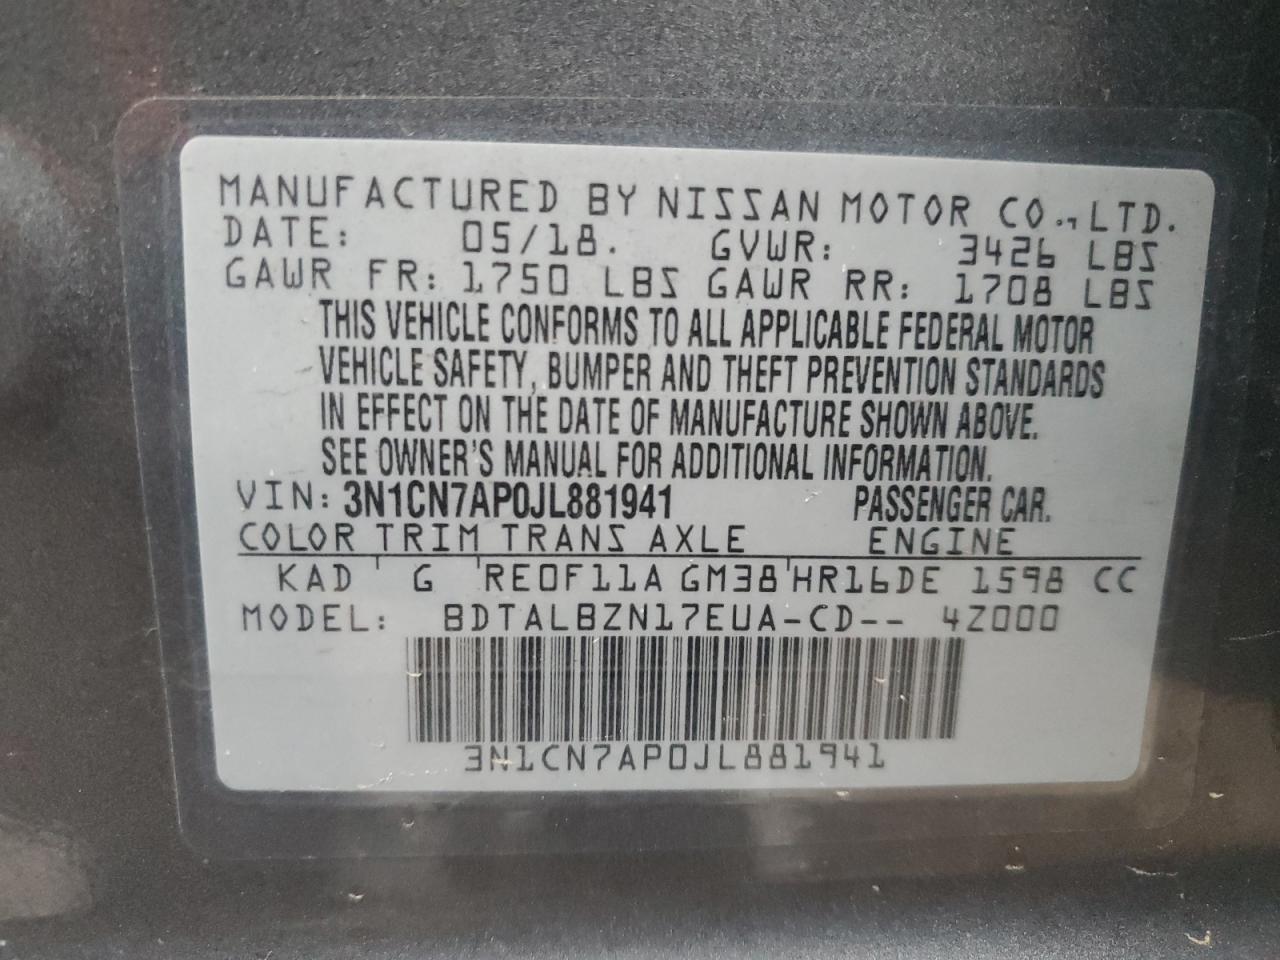 MANUFACTURED BY NISSAN MOTOR CO., LTD.
DATE: 05/18. GVWR: 3426 LBS
GAWR FR: 1750 LBS GAWR RR: 1708 LBS
THIS VEHICLE CONFORMS TO ALL APPLICABLE FEDERAL MOTOR
VEHICLE SAFETY, BUMPER AND THEFT PREVENTION STANDARDS
IN EFFECT ON THE DATE OF MANUFACTURE SHOWN ABOVE.
SEE OWNER'S MANUAL FOR ADDITIONAL INFORMATION.
VIN: 3N1CN7AP0JL881941 PASSENGER CAR.
COLOR TRIM TRANS AXLE ENGINE
KAD G RE0F11A GM38 HR16DE 1598 CC
MODEL: BDTALBZN17EUA-CD-- 4Z000
3N1CN7AP0JL881941